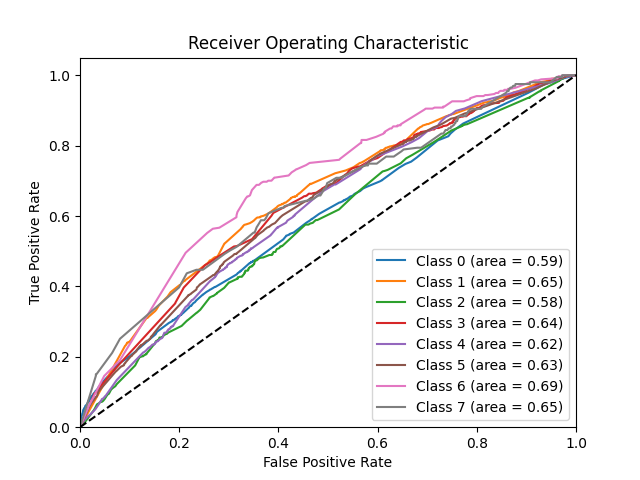 Receiver Operating Characteristic
True Positive Rate
1.0
0.8
0.6
0.4
0.2
0.0
Class 0 (area = 0.59)
Class 1 (area = 0.65)
Class 2 (area = 0.58)
Class 3 (area = 0.64)
Class 4 (area = 0.62)
Class 5 (area = 0.63)
Class 6 (area = 0.69)
Class 7 (area = 0.65)
0.0 0.2 0.4 0.6 0.8 1.0
False Positive Rate